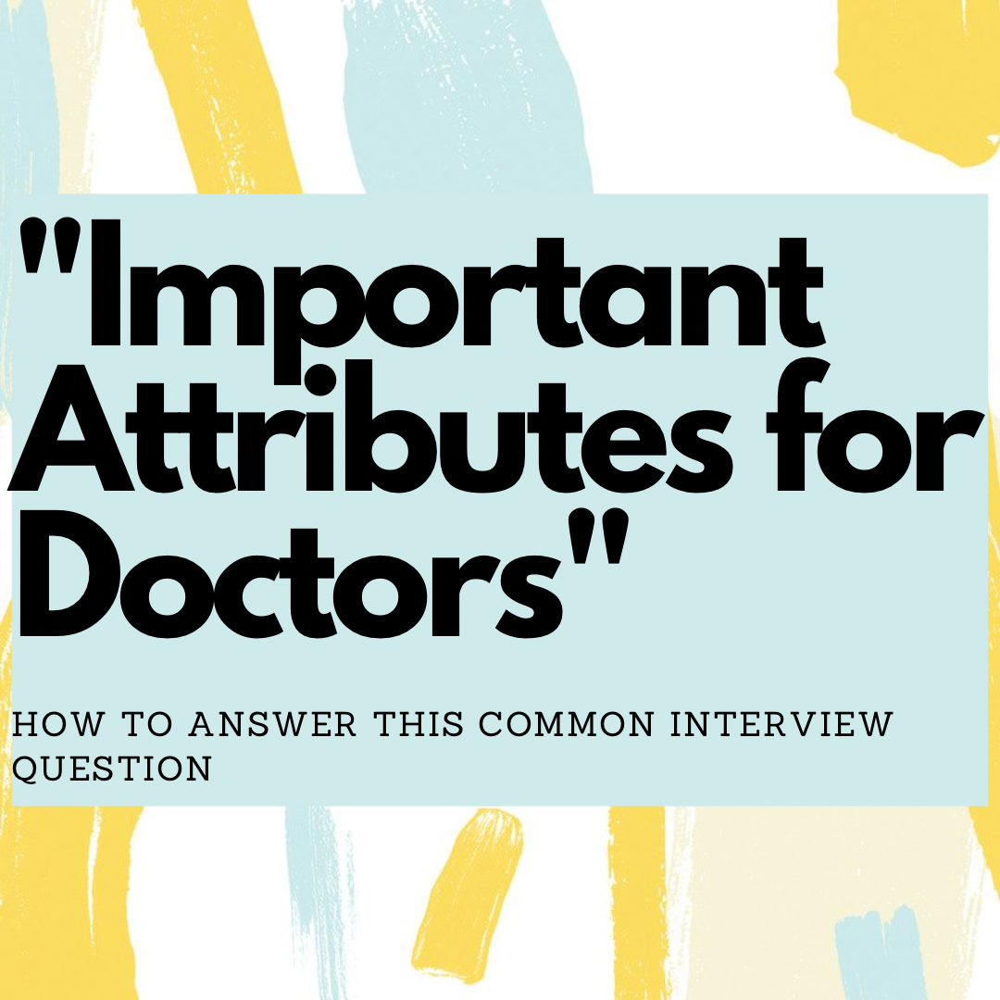 "Important
Attributes for
Doctors"
HOW TO ANSWER THIS COMMON INTERVIEW
QUESTION